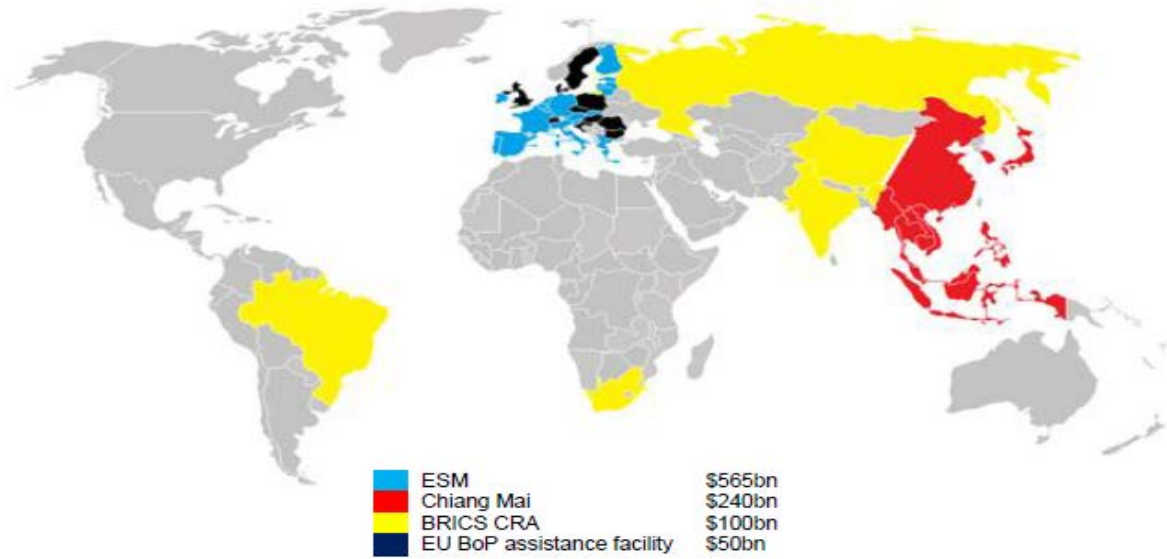 ESM $565bn
Chiang Mai $240bn
BRICS CRA $100bn
EU BoP assistance facility $50bn